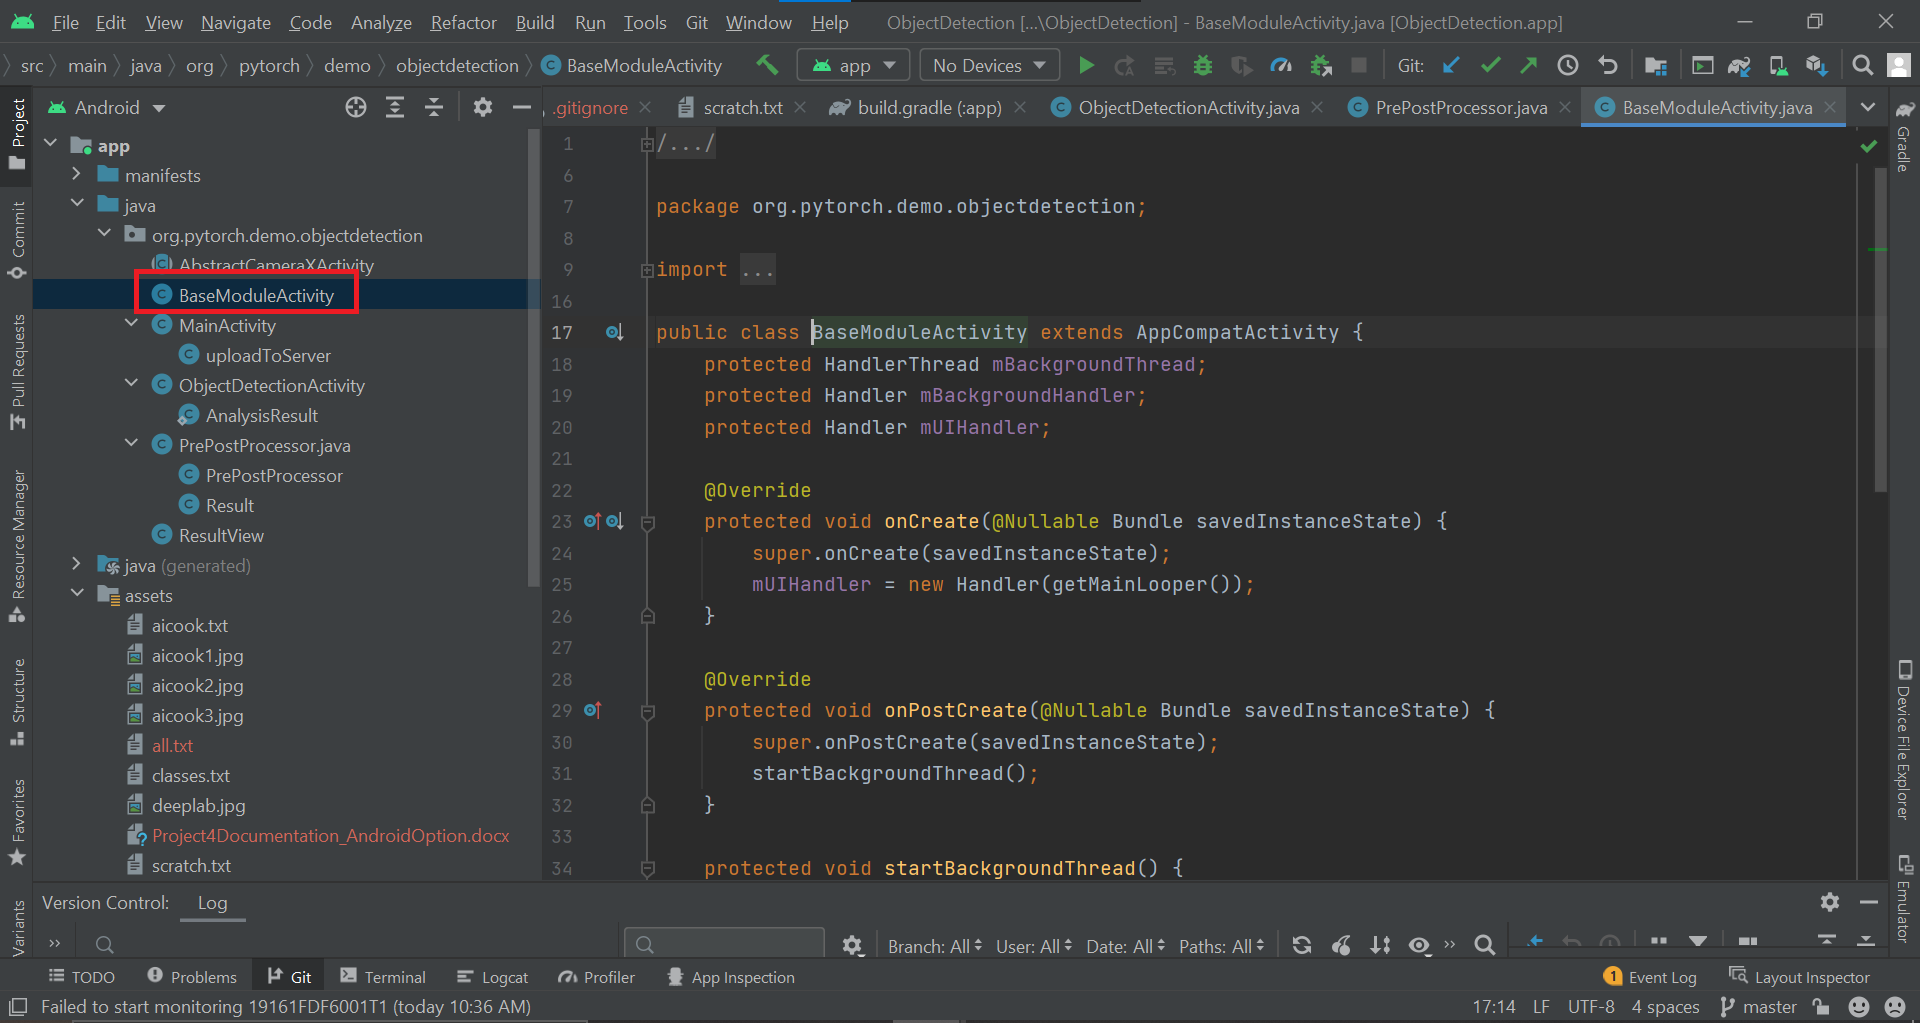 File Edit View Navigate Code Analyze Refactor Build Run Tools Git Window Help ObjectDetection [...\ObjectDetection] - BaseModuleActivity.java [ObjectDetection.app]
src main java org pytorch demo objectdetection BaseModuleActivity app No Devices Git:
Android
.gitignore scratch.txt build.gradle (:app) ObjectDetectionActivity.java PrePostProcessor.java BaseModuleActivity.java
Project
Commit
Pull Requests
Resource Manager
Structure
Favorites
Variants
app
manifests
java
org.pytorch.demo.objectdetection
AbstractCameraXActivity
BaseModuleActivity
MainActivity
uploadToServer
ObjectDetectionActivity
AnalysisResult
PrePostProcessor.java
PrePostProcessor
Result
ResultView
java (generated)
assets
aicook.txt
aicook1.jpg
aicook2.jpg
aicook3.jpg
all.txt
classes.txt
deeplab.jpg
Project4Documentation_AndroidOption.docx
scratch.txt
1 /.../
6
7 package org.pytorch.demo.objectdetection;
8
9 import ...
16
17 public class BaseModuleActivity extends AppCompatActivity {
18 protected HandlerThread mBackgroundThread;
19 protected Handler mBackgroundHandler;
20 protected Handler mUIHandler;
21
22 @Override
23 protected void onCreate(@Nullable Bundle savedInstanceState) {
24 super.onCreate(savedInstanceState);
25 mUIHandler = new Handler(getMainLooper());
26 }
27
28 @Override
29 protected void onPostCreate(@Nullable Bundle savedInstanceState) {
30 super.onPostCreate(savedInstanceState);
31 startBackgroundThread();
32 }
33
34 protected void startBackgroundThread() {
Gradle
Device File Explorer
Emulator
Version Control: Log
Branch: All User: All Date: All Paths: All
TODO Problems Git Terminal Logcat Profiler App Inspection 1 Event Log Layout Inspector
Failed to start monitoring 19161FDF6001T1 (today 10:36 AM) 17:14 LF UTF-8 4 spaces master